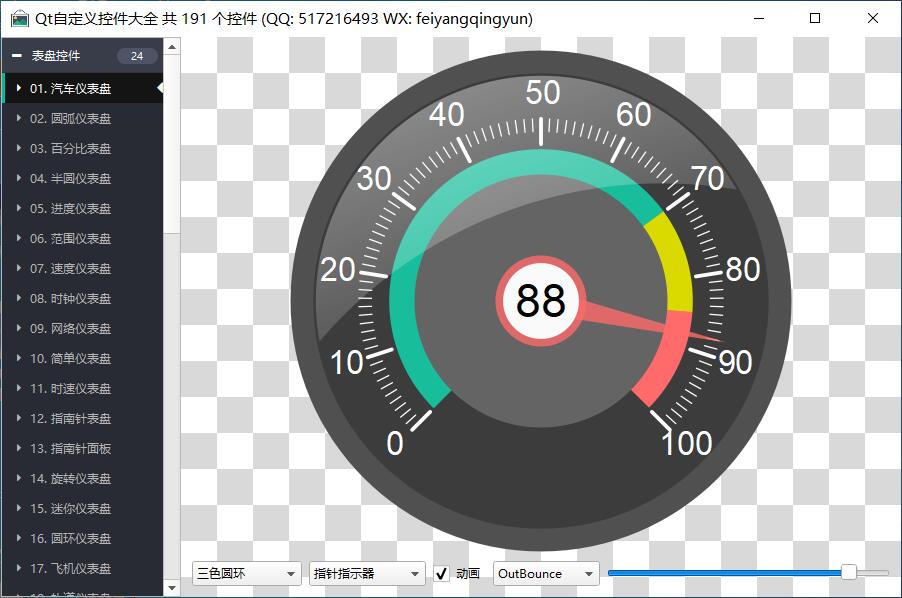 Qt自定义控件大全 共 191 个控件 (QQ: 517216493 WX: feiyangqingyun)
表盘控件 24
01. 汽车仪表盘
02. 圆弧仪表盘
03. 百分比表盘
04. 半圆仪表盘
05. 进度仪表盘
06. 范围仪表盘
07. 速度仪表盘
08. 时钟仪表盘
09. 网络仪表盘
10. 简单仪表盘
11. 时速仪表盘
12. 指南针表盘
13. 指南针面板
14. 旋转仪表盘
15. 迷你仪表盘
16. 圆环仪表盘
17. 飞机仪表盘
0
10
20
30
40
50
60
70
80
90
100
88
三色圆环 指针指示器 动画 OutBounce